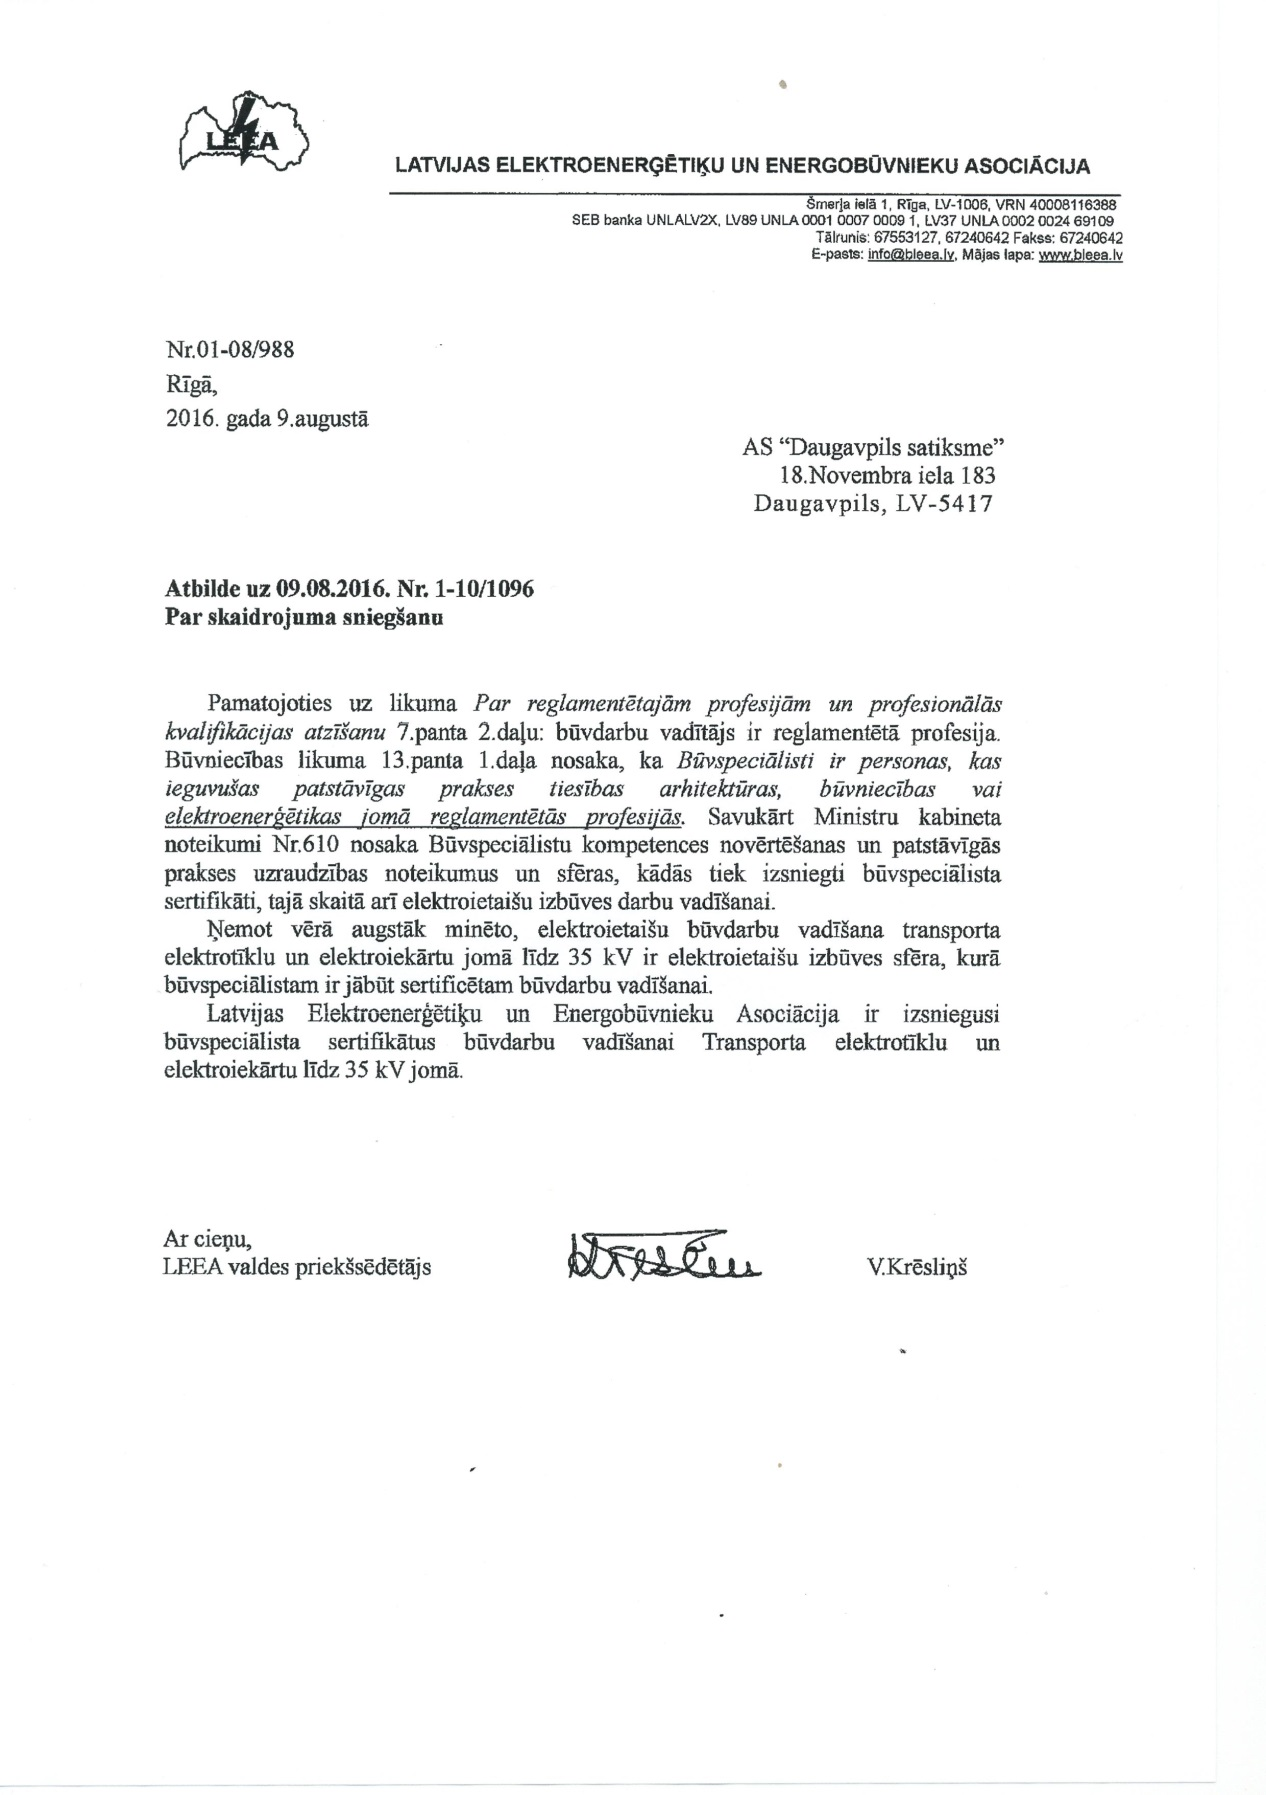 LEEA
LATVIJAS ELEKTROENERĢĒTIĶU UN ENERGOBŪVNIEKU ASOCIĀCIJA
Šmerļa ielā 1, Rīga, LV-1006, VRN 40008116388
SEB banka UNLALV2X, LV89 UNLA 0001 0007 0009 1, LV37 UNLA 0002 0024 69109
Tālrunis: 67553127, 67240642 Fakss: 67240642
E-pasts: info@bleea.lv, Mājas lapa: www.bleea.lv
Nr.01-08/988
Rīgā,
2016. gada 9.augustā
AS “Daugavpils satiksme”
18.Novembra iela 183
Daugavpils, LV-5417
Atbilde uz 09.08.2016. Nr. 1-10/1096
Par skaidrojuma sniegšanu
Pamatojoties uz likuma Par reglamentētajām profesijām un profesionālās
kvalifikācijas atzīšanu 7.panta 2.daļu: būvdarbu vadītājs ir reglamentētā profesija.
Būvniecības likuma 13.panta 1.daļa nosaka, ka Būvspeciālisti ir personas, kas
ieguvušas patstāvīgas prakses tiesības arhitektūras, būvniecības vai
elektroenerģētikas jomā reglamentētās profesijās. Savukārt Ministru kabineta
noteikumi Nr.610 nosaka Būvspeciālistu kompetences novērtēšanas un patstāvīgās
prakses uzraudzības noteikumus un sfēras, kādās tiek izsniegti būvspeciālista
sertifikāti, tajā skaitā arī elektroietaišu izbūves darbu vadīšanai.
Ņemot vērā augstāk minēto, elektroietaišu būvdarbu vadīšana transporta
elektrotīklu un elektroiekārtu jomā līdz 35 kV ir elektroietaišu izbūves sfēra, kurā
būvspeciālistam ir jābūt sertificētam būvdarbu vadīšanai.
Latvijas Elektroenerģētiķu un Energobūvnieku Asociācija ir izsniegusi
būvspeciālista sertifikātus būvdarbu vadīšanai Transporta elektrotīklu un
elektroiekārtu līdz 35 kV jomā.
Ar cieņu,
LEEA valdes priekšsēdētājs
V.Krēsliņš